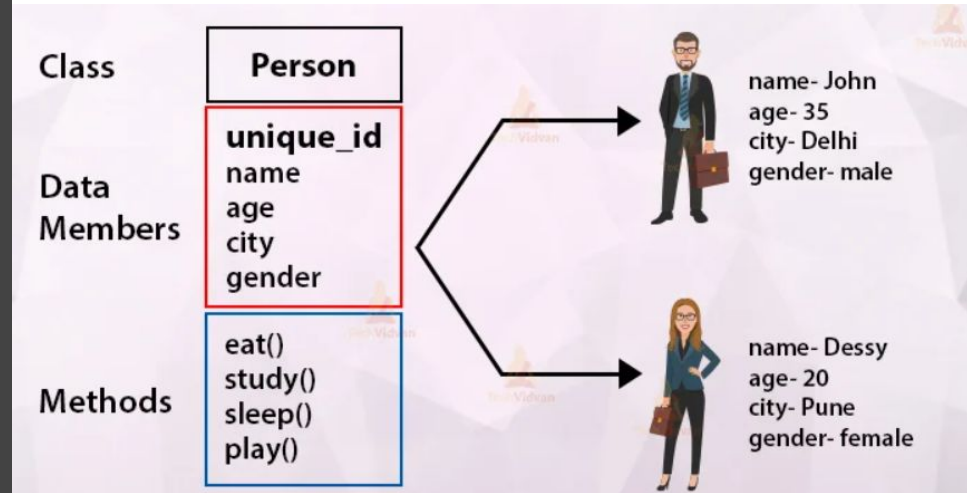 Class
Person
Data
Members
unique_id
name
age
city
gender
Methods
eat()
study()
sleep()
play()
name- John
age- 35
city- Delhi
gender- male
name- Dessy
age- 20
city- Pune
gender- female
TechVidvan